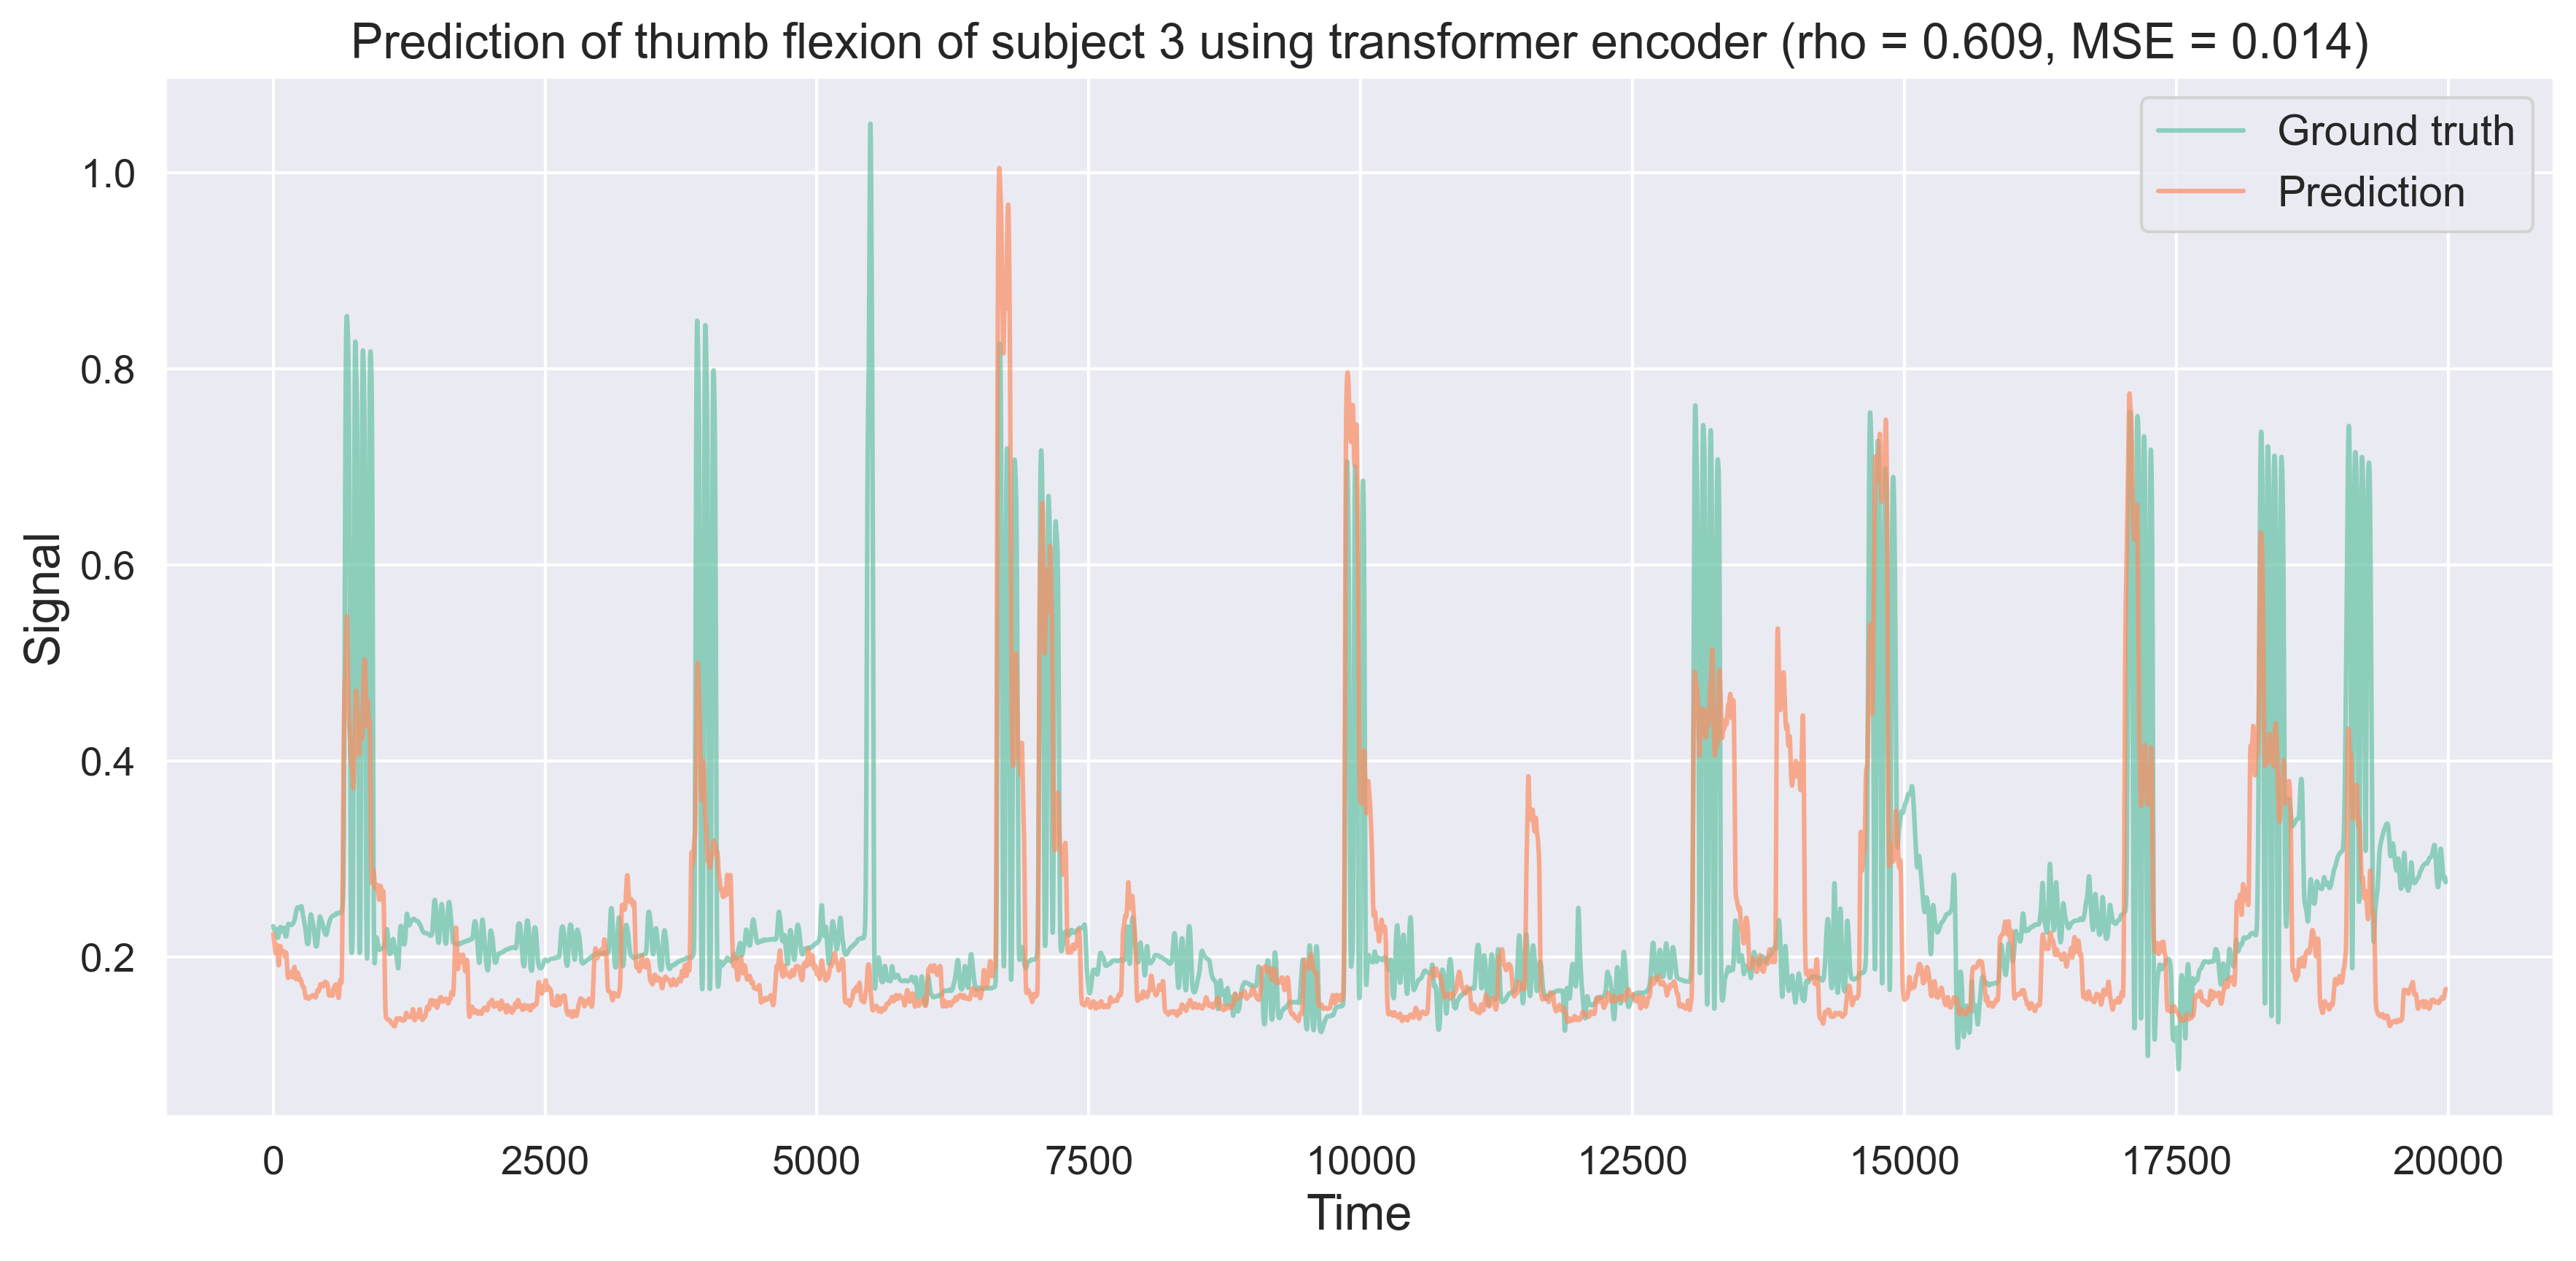 Prediction of thumb flexion of subject 3 using transformer encoder (rho = 0.609, MSE = 0.014)
Ground truth
Prediction
1.0
0.8
0.6
0.4
0.2
Signal
0 2500 5000 7500 10000 12500 15000 17500 20000
Time